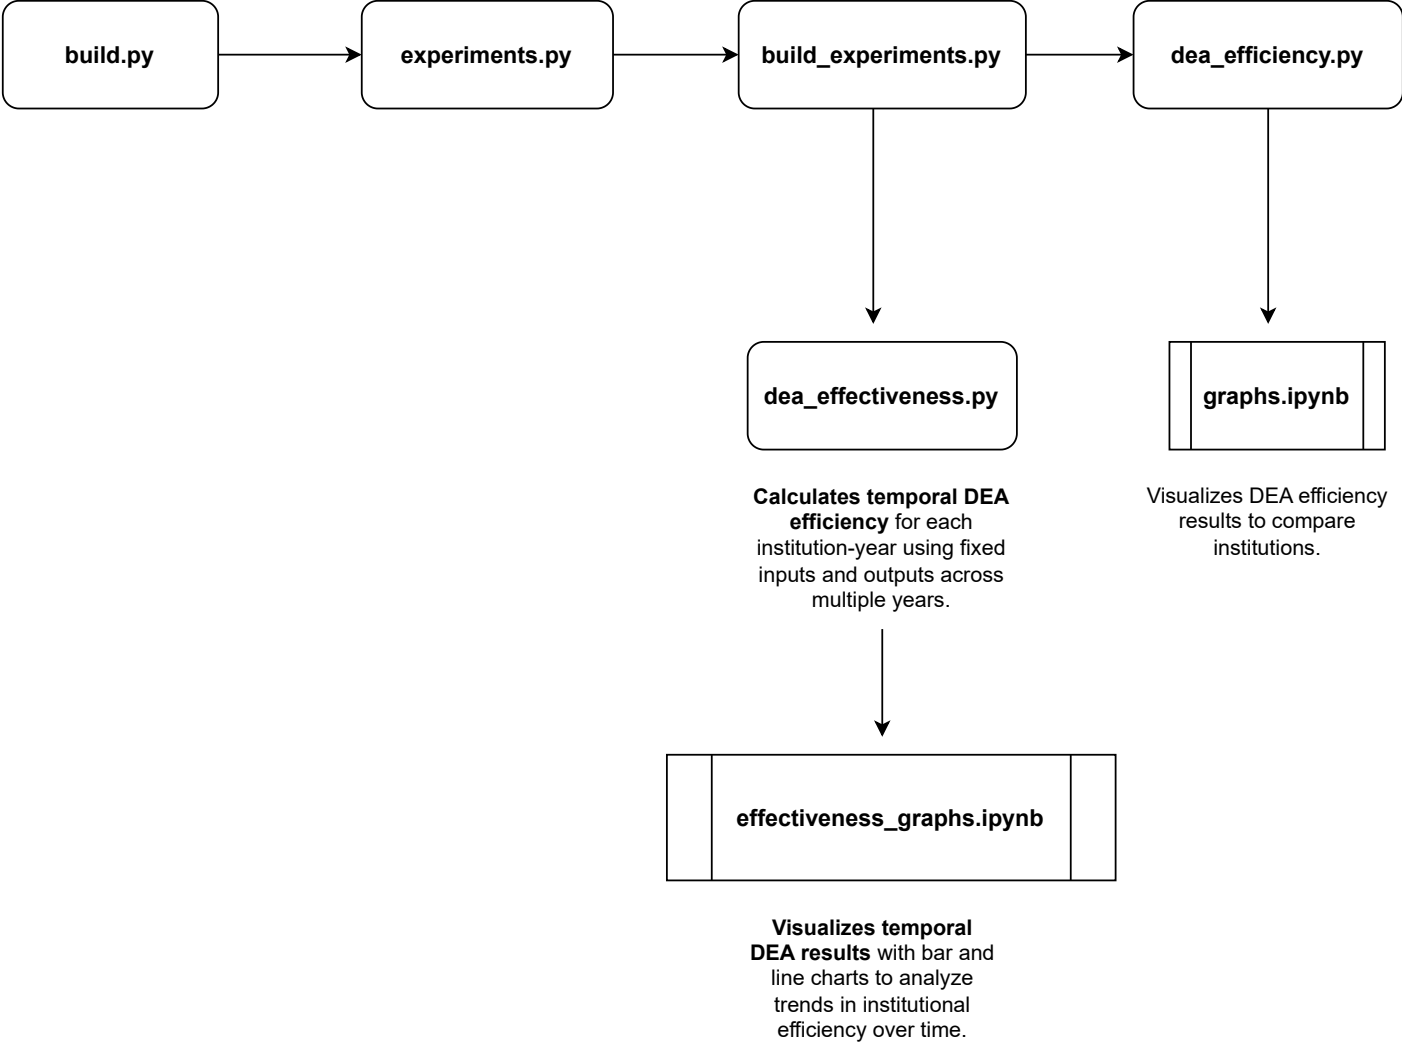 build.py
experiments.py
build_experiments.py
dea_efficiency.py
dea_effectiveness.py
graphs.ipynb
Calculates temporal DEA
efficiency for each
institution-year using fixed
inputs and outputs across
multiple years.
Visualizes DEA efficiency
results to compare
institutions.
effectiveness_graphs.ipynb
Visualizes temporal
DEA results with bar and
line charts to analyze
trends in institutional
efficiency over time.